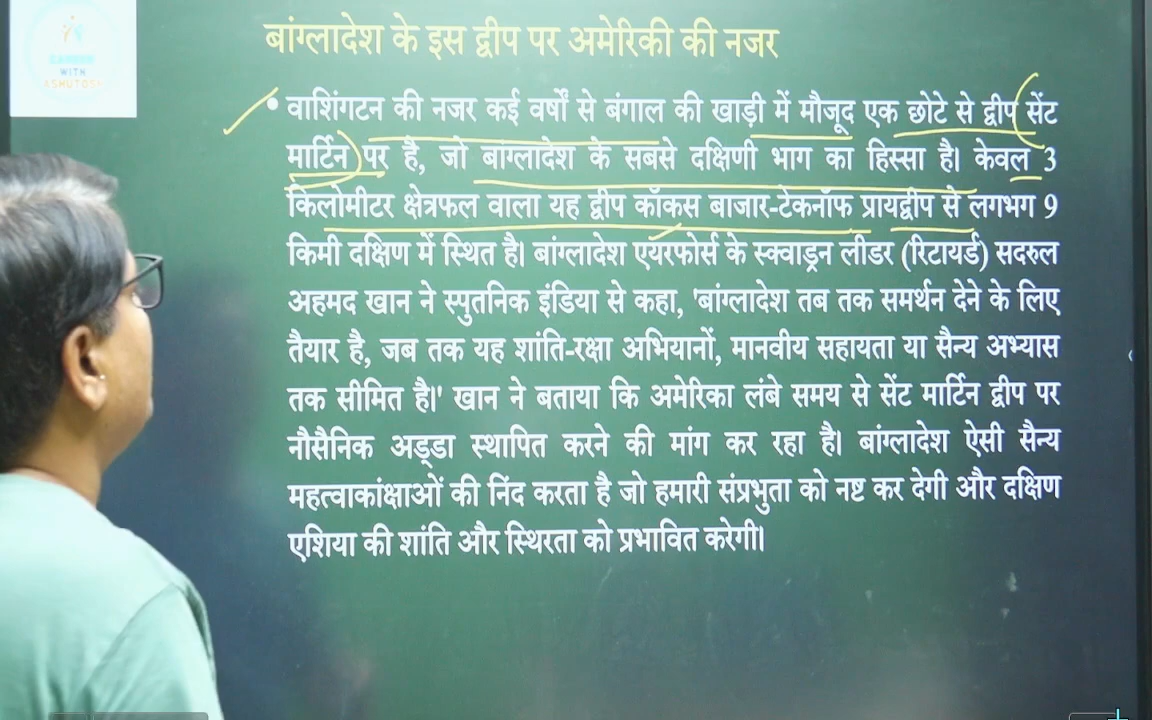 CAREER
WITH
ASHUTOSH
बांग्लादेश के इस द्वीप पर अमेरिकी की नजर
• वाशिंगटन की नजर कई वर्षों से बंगाल की खाड़ी में मौजूद एक छोटे से द्वीप सेंट
मार्टिन पर है, जो बांग्लादेश के सबसे दक्षिणी भाग का हिस्सा है। केवल 3
किलोमीटर क्षेत्रफल वाला यह द्वीप कॉक्स बाजार-टेकनॉफ प्रायद्वीप से लगभग 9
किमी दक्षिण में स्थित है। बांग्लादेश एयरफोर्स के स्क्वाड्रन लीडर (रिटायर्ड) सदरुल
अहमद खान ने स्पुतनिक इंडिया से कहा, 'बांग्लादेश तब तक समर्थन देने के लिए
तैयार है, जब तक यह शांति-रक्षा अभियानों, मानवीय सहायता या सैन्य अभ्यास
तक सीमित है।' खान ने बताया कि अमेरिका लंबे समय से सेंट मार्टिन द्वीप पर
नौसैनिक अड्डा स्थापित करने की मांग कर रहा है। बांग्लादेश ऐसी सैन्य
महत्वाकांक्षाओं की निंद करता है जो हमारी संप्रभुता को नष्ट कर देगी और दक्षिण
एशिया की शांति और स्थिरता को प्रभावित करेगी।